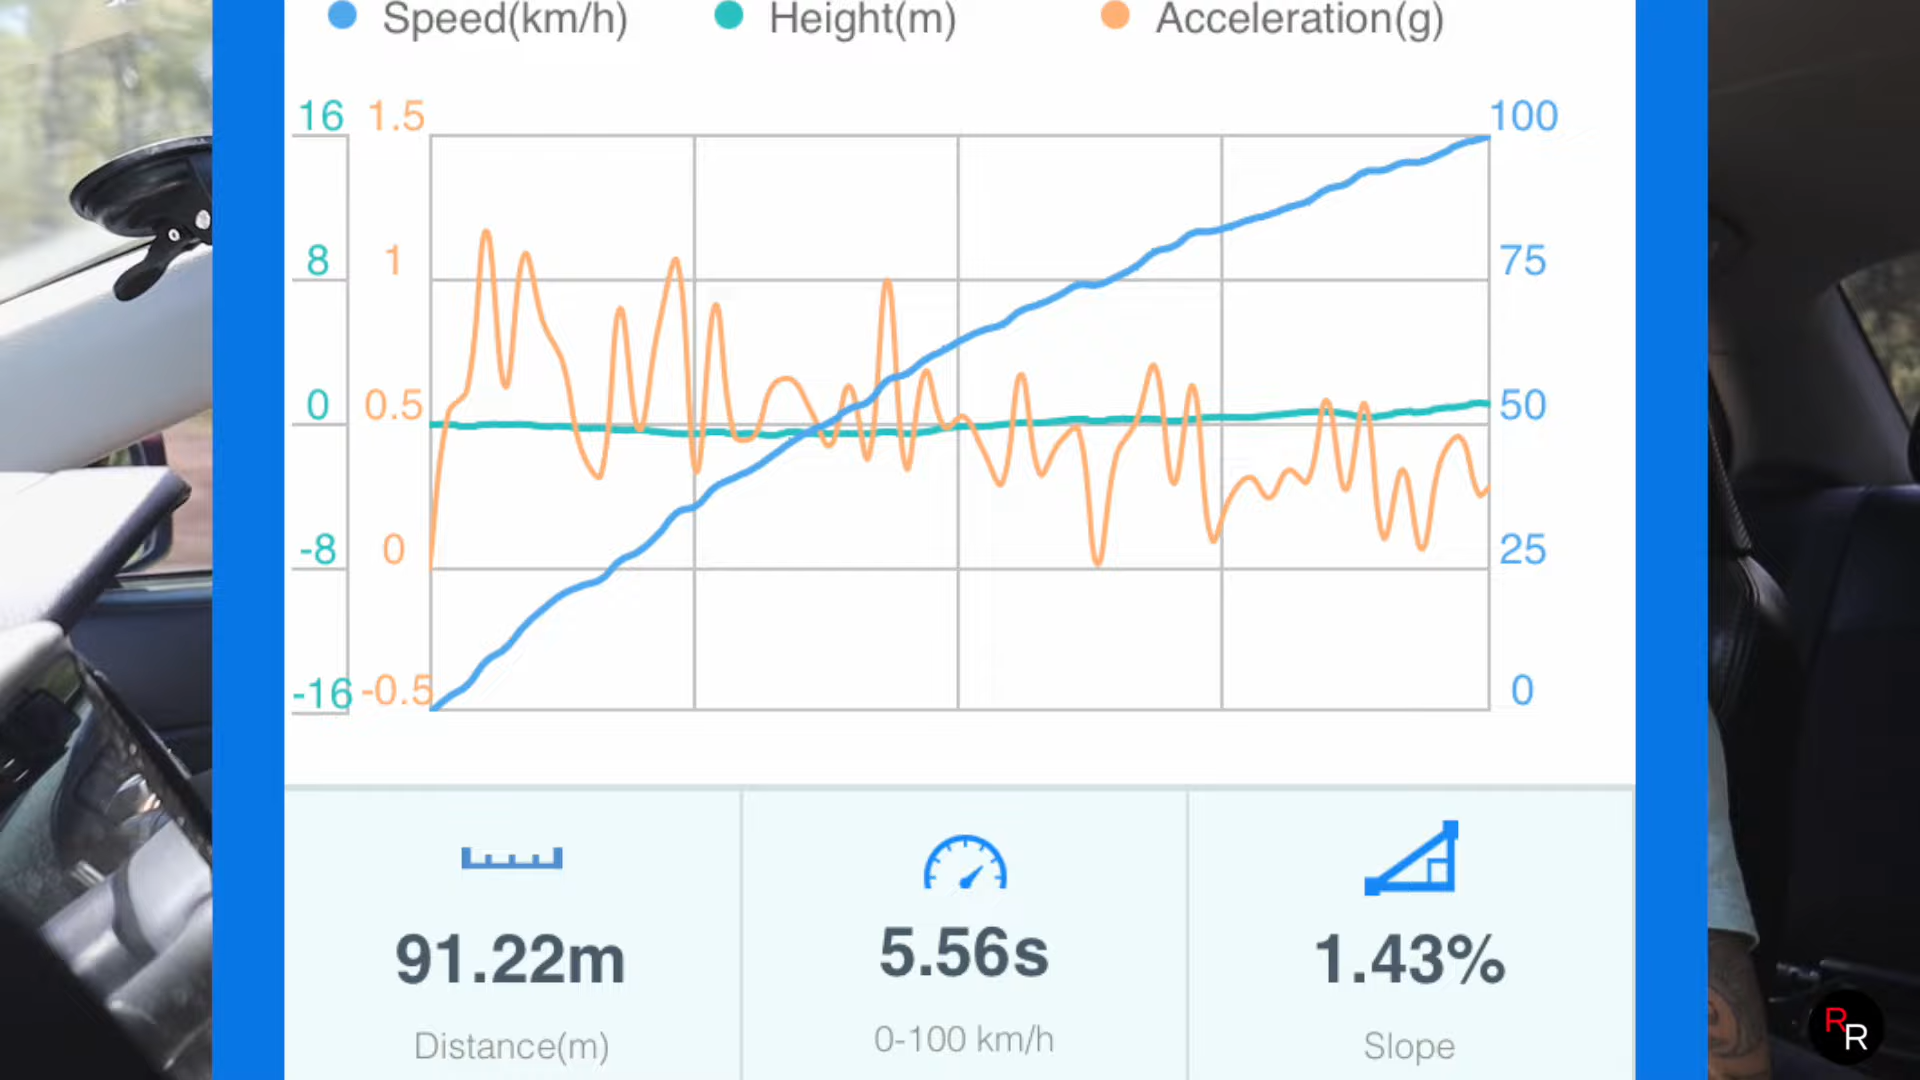 Speed(km/h) Height(m) Acceleration(g)
16 1.5 100
8 1 75
0 0.5 50
-8 0 25
-16 -0.5 0
91.22m 5.56s 1.43%
Distance(m) 0-100 km/h Slope
RR